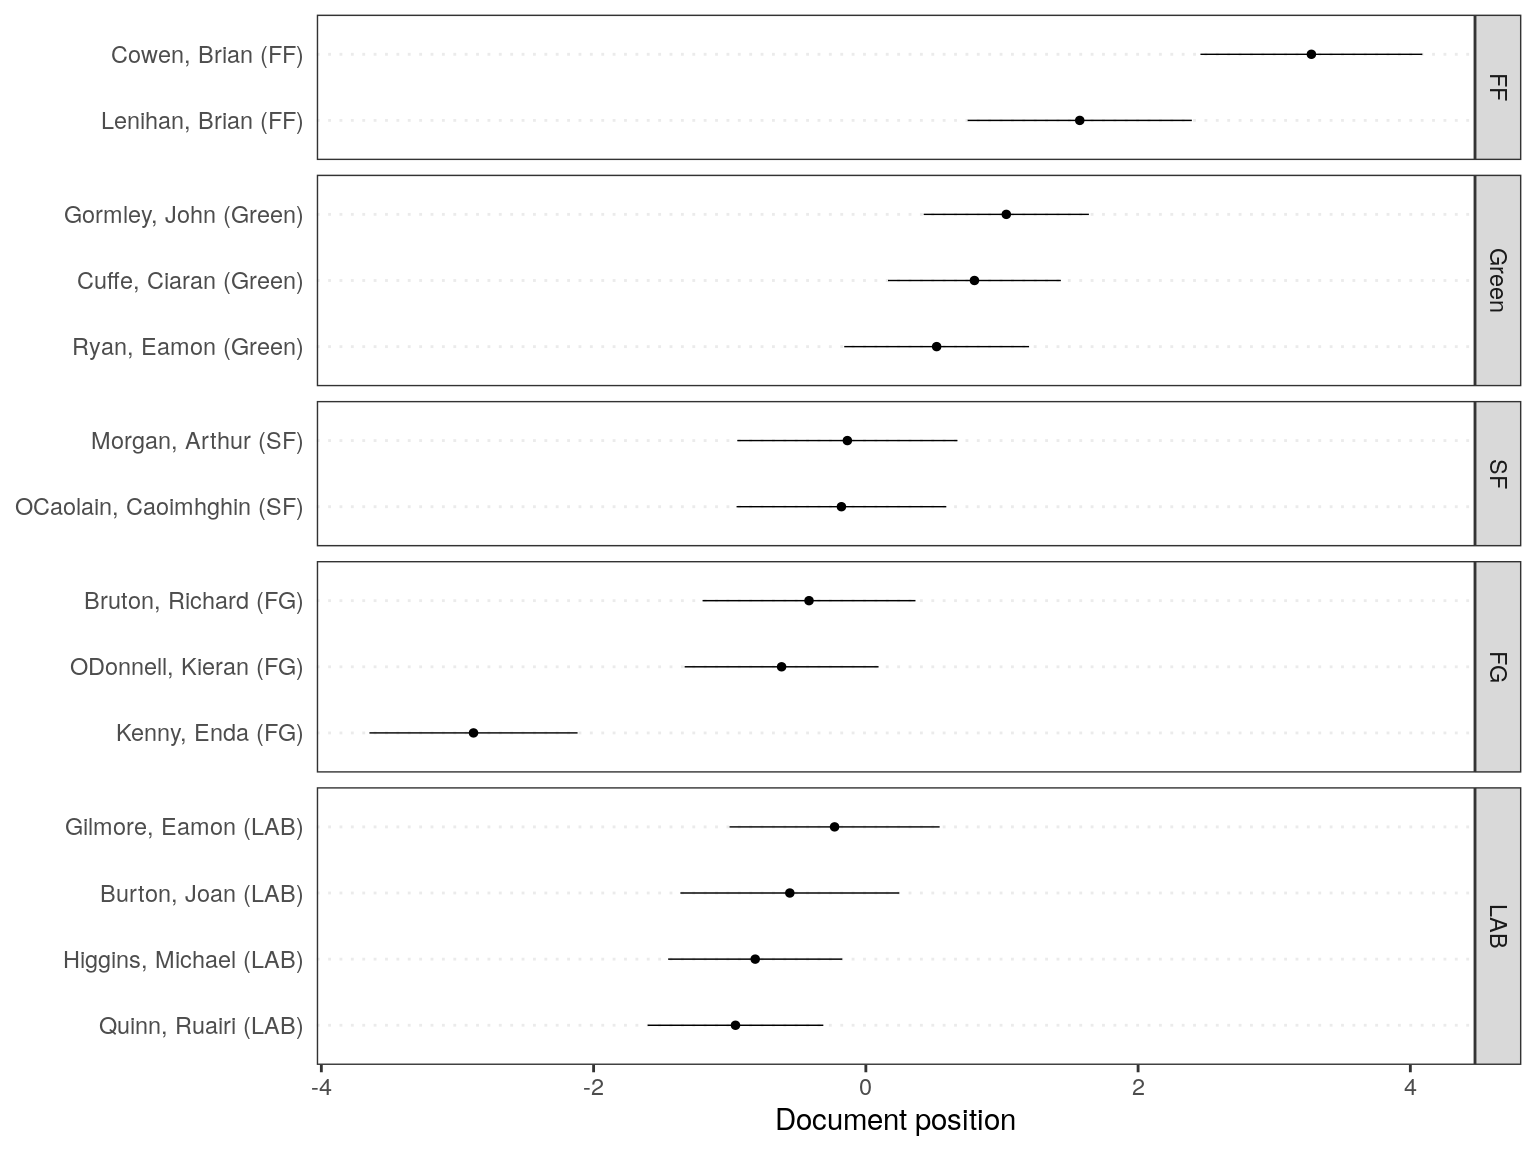 Cowen, Brian (FF)
Lenihan, Brian (FF)
FF
Gormley, John (Green)
Cuffe, Ciaran (Green)
Ryan, Eamon (Green)
Green
Morgan, Arthur (SF)
OCaolain, Caoimhghin (SF)
SF
Bruton, Richard (FG)
ODonnell, Kieran (FG)
Kenny, Enda (FG)
FG
Gilmore, Eamon (LAB)
Burton, Joan (LAB)
Higgins, Michael (LAB)
Quinn, Ruairi (LAB)
LAB
-4 -2 0 2 4
Document position